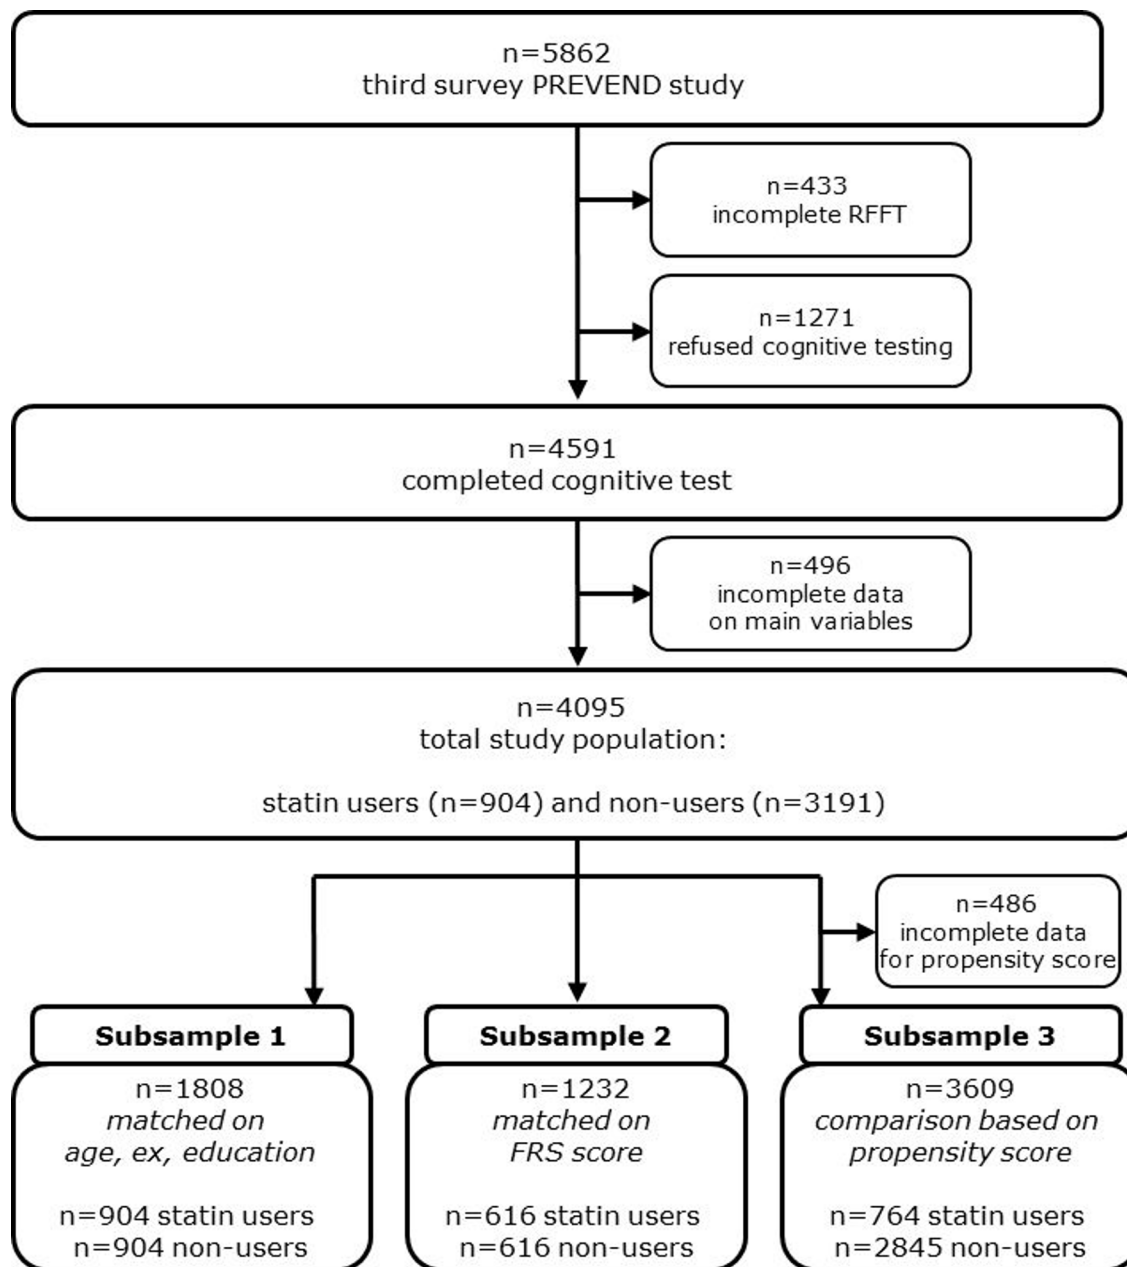 n=5862
third survey PREVEND study
n=433
incomplete RFFT
n=1271
refused cognitive testing
n=4591
completed cognitive test
n=496
incomplete data
on main variables
n=4095
total study population:
statin users (n=904) and non-users (n=3191)
n=486
incomplete data
for propensity score
Subsample 1
n=1808
matched on
age, ex, education
n=904 statin users
n=904 non-users
Subsample 2
n=1232
matched on
FRS score
n=616 statin users
n=616 non-users
Subsample 3
n=3609
comparison based on
propensity score
n=764 statin users
n=2845 non-users